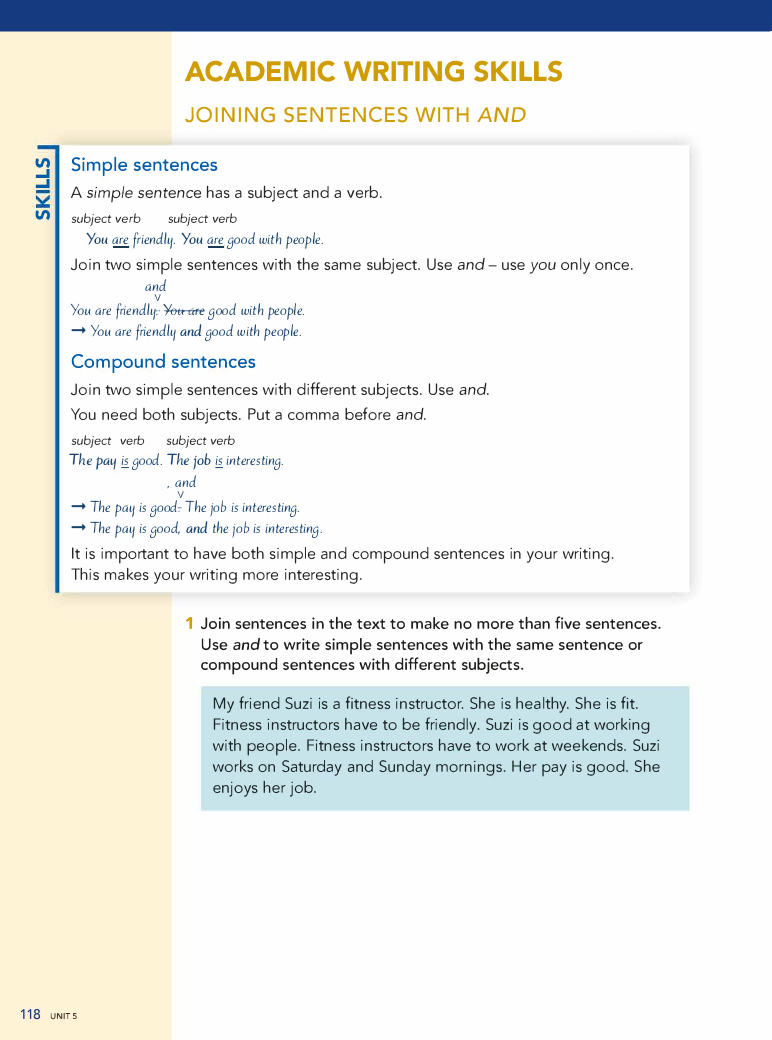 ACADEMIC WRITING SKILLS
JOINING SENTENCES WITH AND
SKILLS
Simple sentences
A simple sentence has a subject and a verb.
subject verb subject verb
You are friendly. You are good with people.
Join two simple sentences with the same subject. Use and – use you only once.
and
You are friendly. You are good with people.
→ You are friendly and good with people.
Compound sentences
Join two simple sentences with different subjects. Use and.
You need both subjects. Put a comma before and.
subject verb subject verb
The pay is good. The job is interesting.
, and
→ The pay is good. The job is interesting.
→ The pay is good, and the job is interesting.
It is important to have both simple and compound sentences in your writing.
This makes your writing more interesting.
1 Join sentences in the text to make no more than five sentences.
Use and to write simple sentences with the same sentence or
compound sentences with different subjects.
My friend Suzi is a fitness instructor. She is healthy. She is fit.
Fitness instructors have to be friendly. Suzi is good at working
with people. Fitness instructors have to work at weekends. Suzi
works on Saturday and Sunday mornings. Her pay is good. She
enjoys her job.
118 UNIT 5